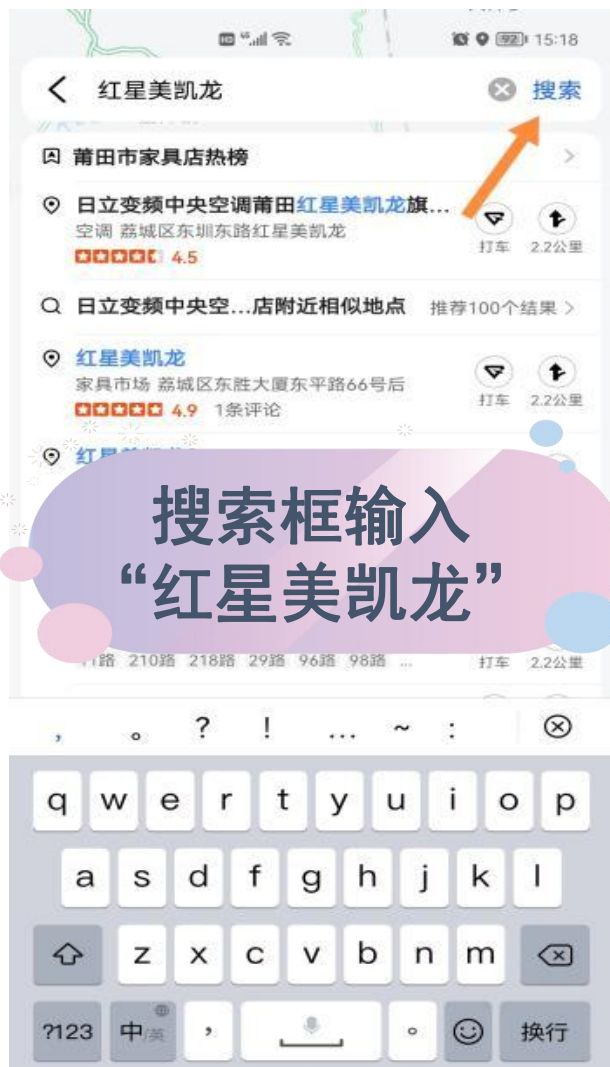 HD 4G 92 15:18
红星美凯龙 搜索
莆田市家具店热榜
日立变频中央空调莆田红星美凯龙旗...
空调 荔城区东圳东路红星美凯龙
4.5
打车 2.2公里
日立变频中央空...店附近相似地点 推荐100个结果
红星美凯龙
家具市场 荔城区东胜大厦东平路66号后
4.9 1条评论
打车 2.2公里
搜索框输入
“红星美凯龙”
210路 218路 29路 96路 98路 ...
打车 2.2公里
, 。 ? ! ... ~ :
q w e r t y u i o p
a s d f g h j k l
z x c v b n m
?123 中/英 , 。 换行